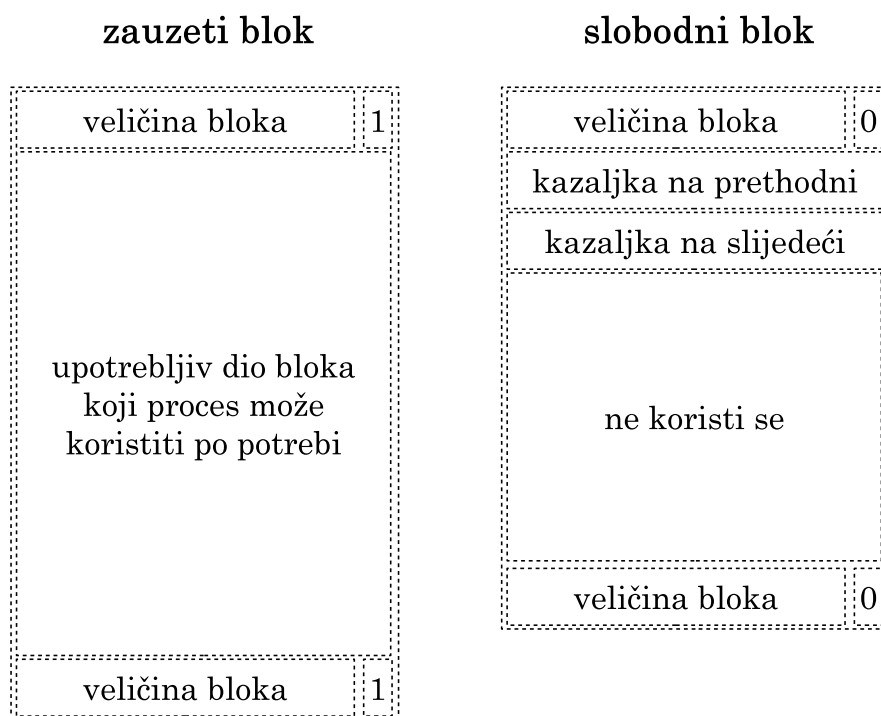 zauzeti blok
veličina bloka 1
upotrebljiv dio bloka
koji proces može
koristiti po potrebi
veličina bloka 1
slobodni blok
veličina bloka 0
kazaljka na prethodni
kazaljka na slijedeći
ne koristi se
veličina bloka 0